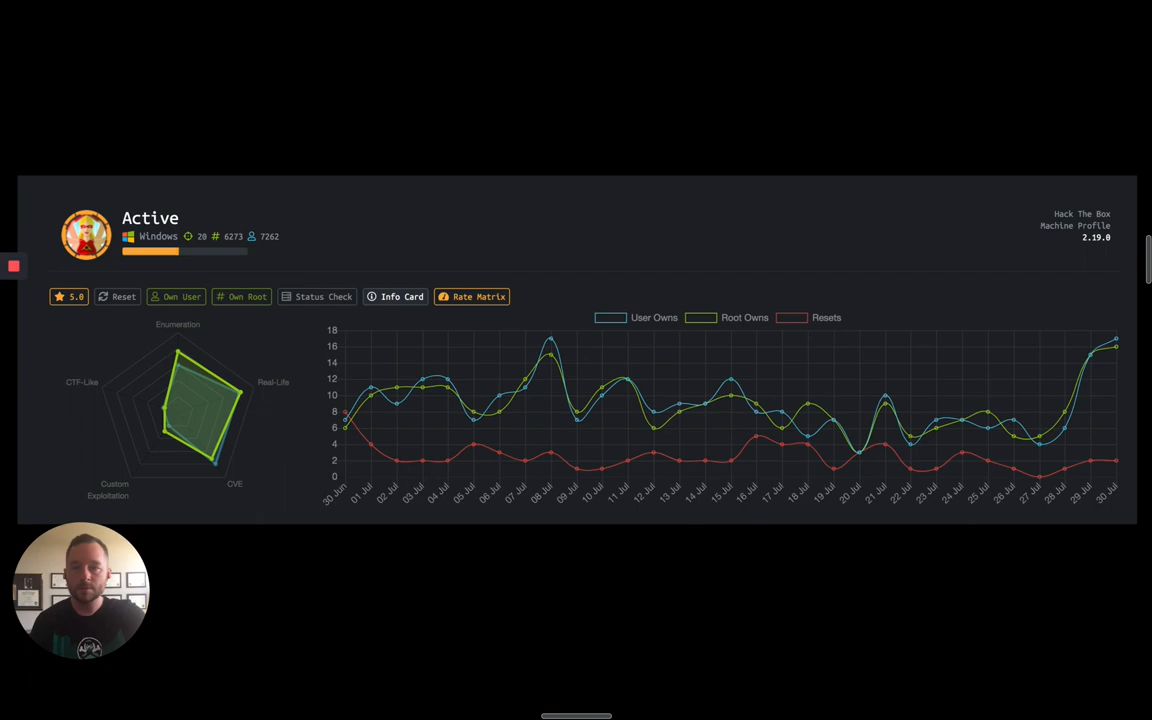 Active
Windows 20 # 6273 7262
Hack The Box
Machine Profile
2.19.0
5.0 Reset Own User # Own Root Status Check Info Card Rate Matrix
Enumeration
CTF-Like
Real-Life
Custom
Exploitation
CVE
User Owns Root Owns Resets
18
16
14
12
10
8
6
4
2
0
30 Jun 01 Jul 02 Jul 03 Jul 04 Jul 05 Jul 06 Jul 07 Jul 08 Jul 09 Jul 10 Jul 11 Jul 12 Jul 13 Jul 14 Jul 15 Jul 16 Jul 17 Jul 18 Jul 19 Jul 20 Jul 21 Jul 22 Jul 23 Jul 24 Jul 25 Jul 26 Jul 27 Jul 28 Jul 29 Jul 30 Jul